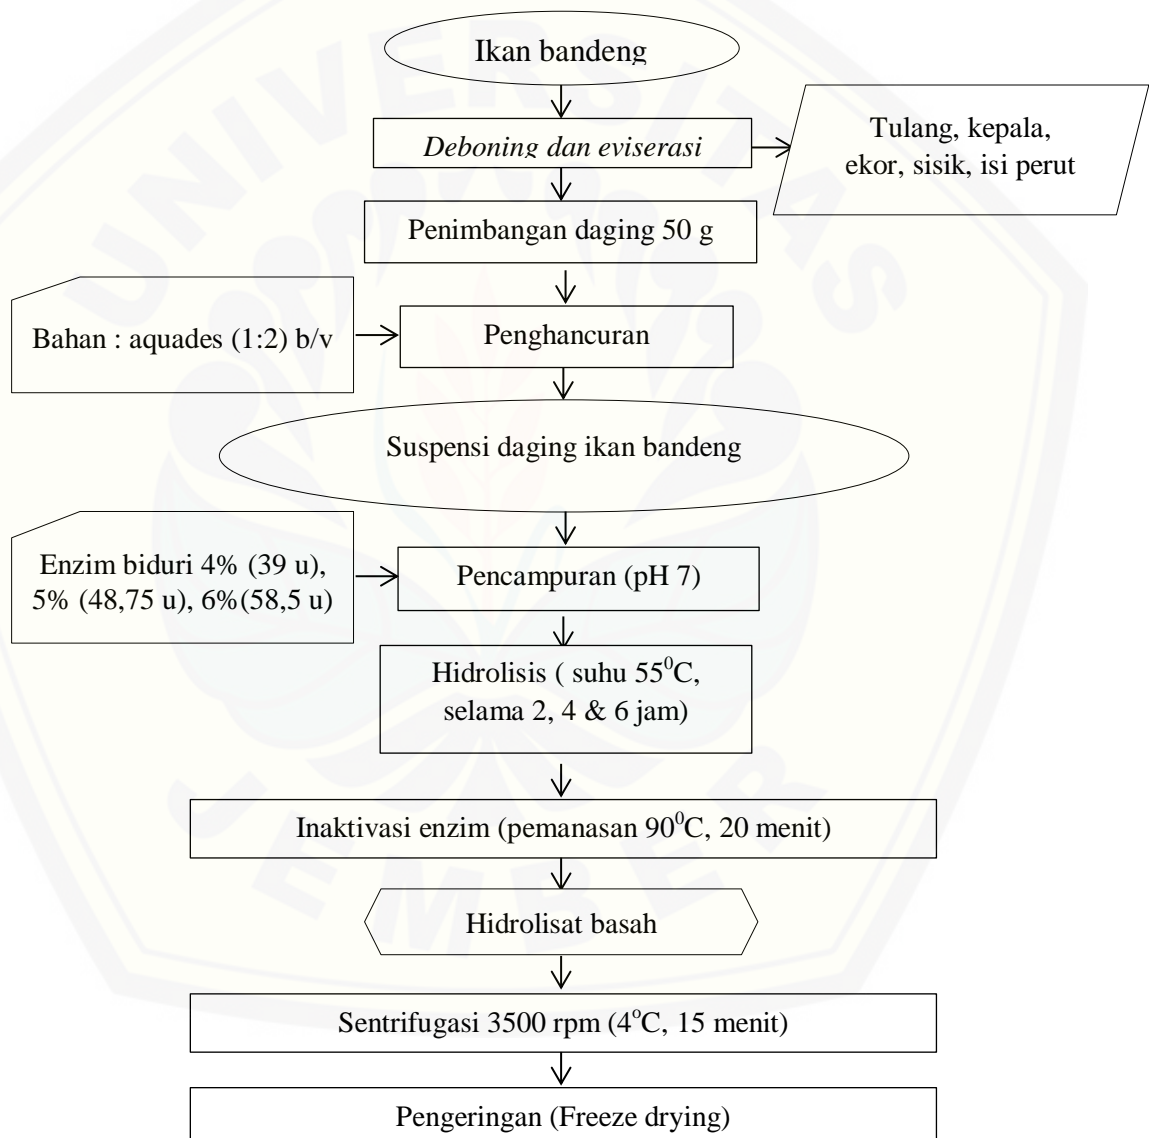 UNIVERSITAS
JEMBER
Ikan bandeng
Deboning dan eviserasi
Tulang, kepala,
ekor, sisik, isi perut
Penimbangan daging 50 g
Bahan : aquades (1:2) b/v
Penghancuran
Suspensi daging ikan bandeng
Enzim biduri 4% (39 u),
5% (48,75 u), 6%(58,5 u)
Pencampuran (pH 7)
Hidrolisis ( suhu 55⁰C,
selama 2, 4 & 6 jam)
Inaktivasi enzim (pemanasan 90⁰C, 20 menit)
Hidrolisat basah
Sentrifugasi 3500 rpm (4°C, 15 menit)
Pengeringan (Freeze drying)